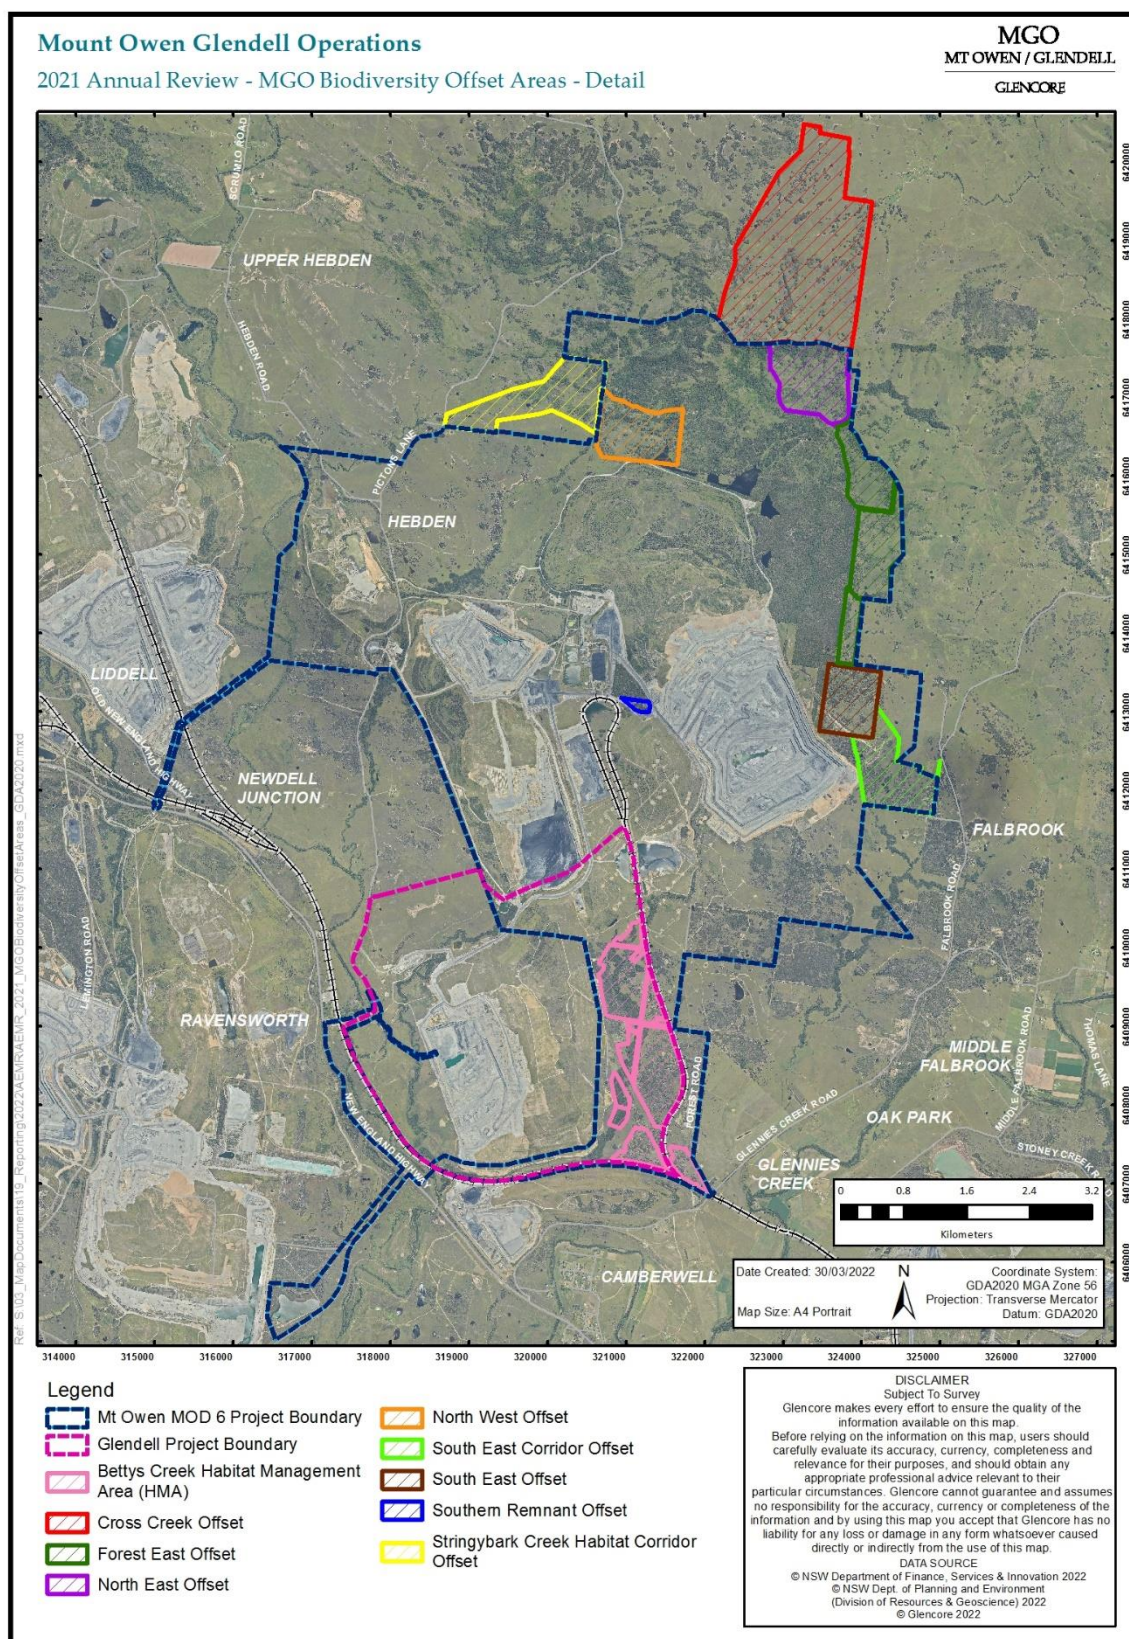 Mount Owen Glendell Operations
2021 Annual Review - MGO Biodiversity Offset Areas - Detail
MGO
MT OWEN / GLENDELL
GLENCORE
SCRUMLO ROAD
UPPER HEBDEN
HEBDEN ROAD
PICTONS LANE
HEBDEN
LIDDELL
OLD NEW ENGLAND HIGHWAY
NEWDELL
JUNCTION
FALBROOK
FALBROOK ROAD
LEMINGTON ROAD
RAVENSWORTH
MIDDLE
FALBROOK
MIDDLE FALBROOK ROAD
THOMAS LANE
NEW ENGLAND HIGHWAY
FOREST ROAD
OAK PARK
GLENNIES CREEK ROAD
GLENNIES
CREEK
STONEY CREEK ROAD
CAMBERWELL
6420000
6419000
6418000
6417000
6416000
6415000
6414000
6413000
6412000
6411000
6410000
6409000
6408000
6407000
6406000
0 0.8 1.6 2.4 3.2
Kilometers
Date Created: 30/03/2022
Map Size: A4 Portrait
N
Coordinate System:
GDA2020 MGA Zone 56
Projection: Transverse Mercator
Datum: GDA2020
314000 315000 316000 317000 318000 319000 320000 321000 322000 323000 324000 325000 326000 327000
Ref: S:\03_MapDocuments\19_Reporting\2022\AEMR\AEMR_2021_MGOBiodiversityOffsetAreas_GDA2020.mxd
Legend
Mt Owen MOD 6 Project Boundary
Glendell Project Boundary
Bettys Creek Habitat Management
Area (HMA)
Cross Creek Offset
Forest East Offset
North East Offset
North West Offset
South East Corridor Offset
South East Offset
Southern Remnant Offset
Stringybark Creek Habitat Corridor
Offset
DISCLAIMER
Subject To Survey
Glencore makes every effort to ensure the quality of the
information available on this map.
Before relying on the information on this map, users should
carefully evaluate its accuracy, currency, completeness and
relevance for their purposes, and should obtain any
appropriate professional advice relevant to their
particular circumstances. Glencore cannot guarantee and assumes
no responsibility for the accuracy, currency or completeness of the
information and by using this map you accept that Glencore has no
liability for any loss or damage in any form whatsoever caused
directly or indirectly from the use of this map.
DATA SOURCE
© NSW Department of Finance, Services & Innovation 2022
© NSW Dept. of Planning and Environment
(Division of Resources & Geoscience) 2022
© Glencore 2022